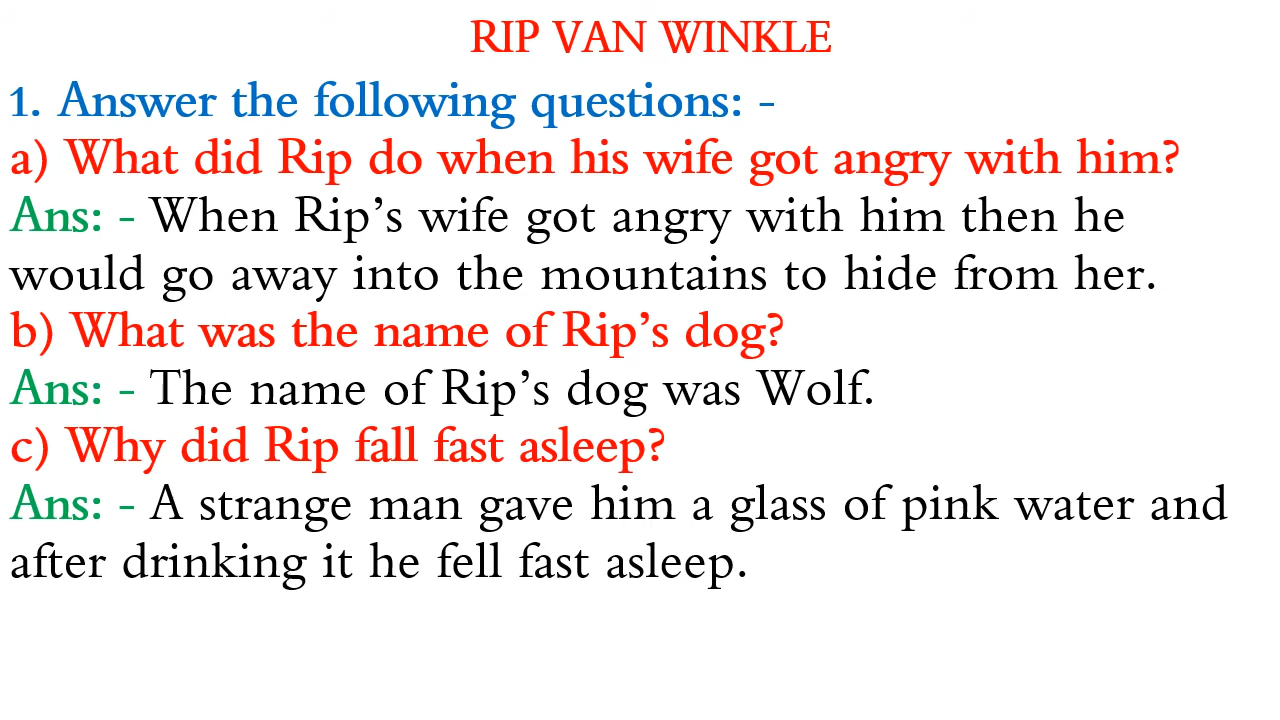 RIP VAN WINKLE
1. Answer the following questions: -
a) What did Rip do when his wife got angry with him?
Ans: - When Rip’s wife got angry with him then he
would go away into the mountains to hide from her.
b) What was the name of Rip’s dog?
Ans: - The name of Rip’s dog was Wolf.
c) Why did Rip fall fast asleep?
Ans: - A strange man gave him a glass of pink water and
after drinking it he fell fast asleep.